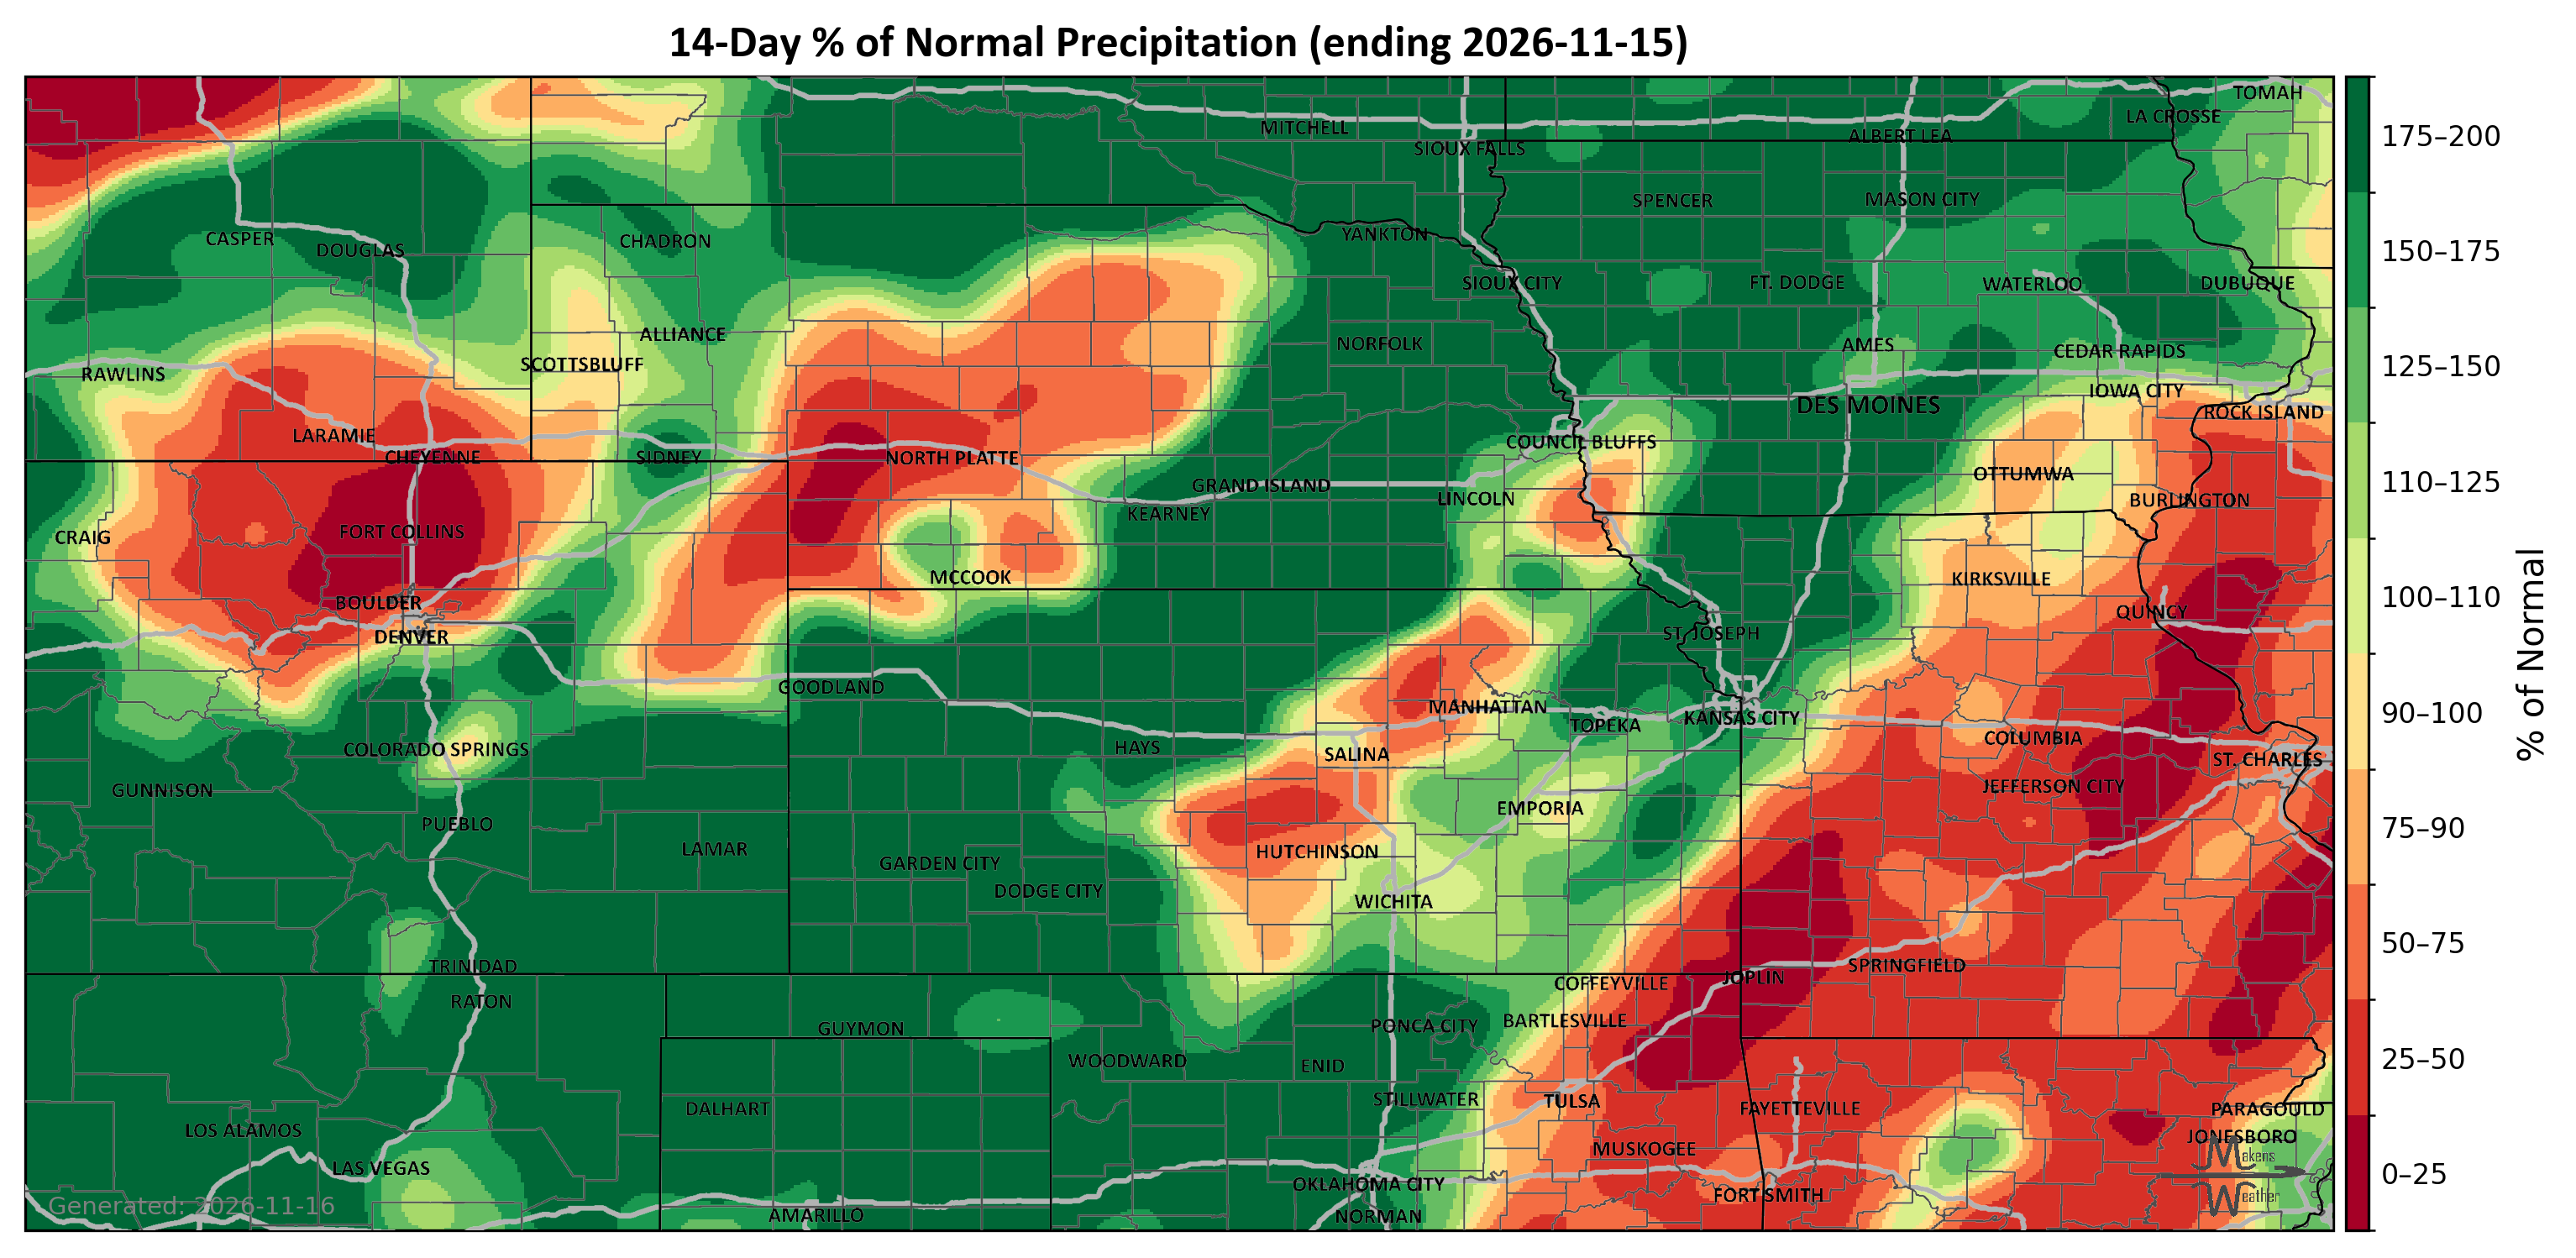 14-Day % of Normal Precipitation (ending 2026-11-15)
TOMAH
LA CROSSE
MITCHELL
ALBERT LEA
SIOUX FALLS
SPENCER
MASON CITY
CASPER
DOUGLAS
CHADRON
YANKTON
SIOUX CITY
FT. DODGE
WATERLOO
DUBUQUE
ALLIANCE
NORFOLK
AMES
CEDAR RAPIDS
SCOTTSBLUFF
RAWLINS
IOWA CITY
DES MOINES
ROCK ISLAND
LARAMIE
COUNCIL BLUFFS
CHEYENNE
SIDNEY
NORTH PLATTE
OTTUMWA
GRAND ISLAND
LINCOLN
BURLINGTON
KEARNEY
FORT COLLINS
CRAIG
MCCOOK
KIRKSVILLE
BOULDER
QUINCY
DENVER
ST. JOSEPH
GOODLAND
MANHATTAN
TOPEKA
KANSAS CITY
COLUMBIA
COLORADO SPRINGS
HAYS
SALINA
ST. CHARLES
GUNNISON
JEFFERSON CITY
EMPORIA
PUEBLO
LAMAR
HUTCHINSON
GARDEN CITY
DODGE CITY
WICHITA
TRINIDAD
SPRINGFIELD
JOPLIN
COFFEYVILLE
RATON
BARTLESVILLE
GUYMON
PONCA CITY
WOODWARD
ENID
STILLWATER
TULSA
DALHART
FAYETTEVILLE
PARAGOULD
LOS ALAMOS
JONESBORO
MUSKOGEE
LAS VEGAS
OKLAHOMA CITY
FORT SMITH
AMARILLO
NORMAN
Generated: 2026-11-16
Makens
Weather
175–200
150–175
125–150
110–125
100–110
90–100
75–90
50–75
25–50
0–25
% of Normal